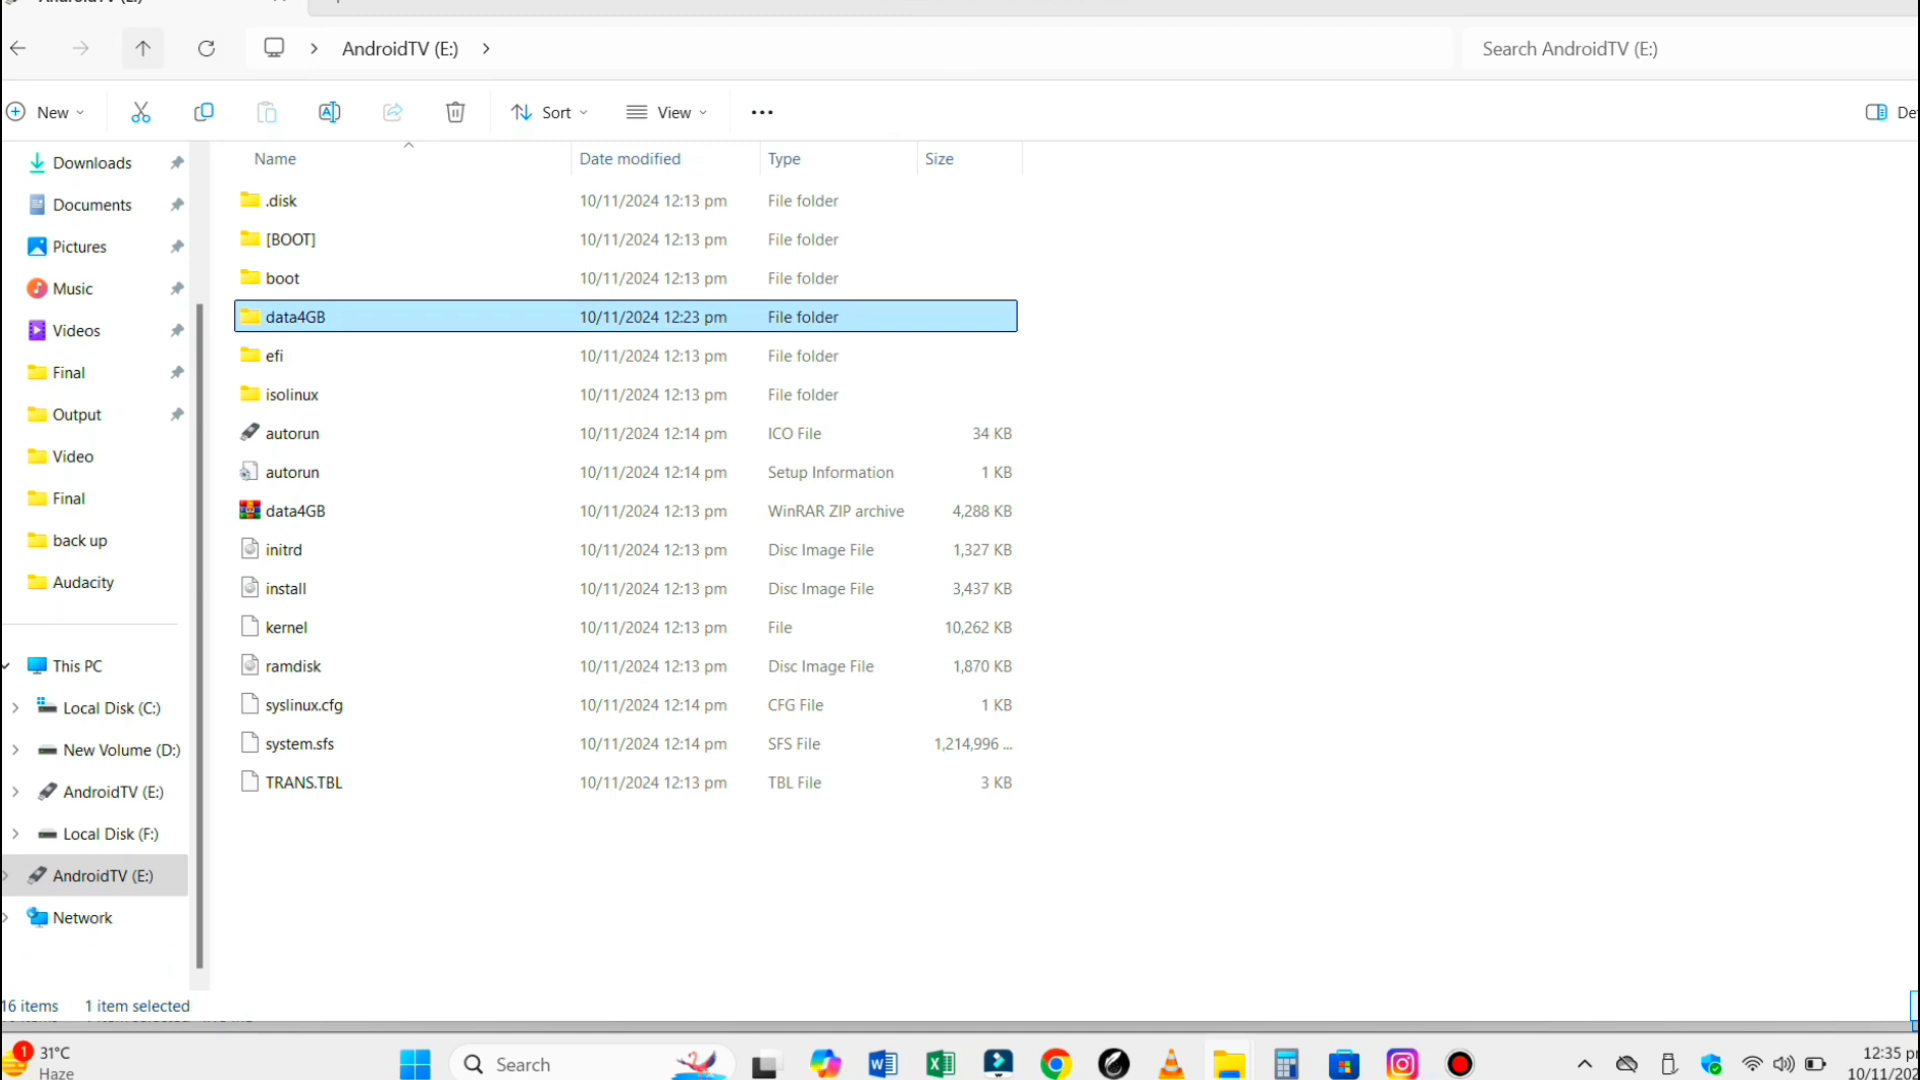 AndroidTV (E:)
AndroidTV (E:)
Search AndroidTV (E:)
New
Sort
View
Downloads
Documents
Pictures
Music
Videos
Final
Output
Video
Final
back up
Audacity
This PC
Local Disk (C:)
New Volume (D:)
AndroidTV (E:)
Local Disk (F:)
AndroidTV (E:)
Network
Name Date modified Type Size
.disk 10/11/2024 12:13 pm File folder
[BOOT] 10/11/2024 12:13 pm File folder
boot 10/11/2024 12:13 pm File folder
data4GB 10/11/2024 12:23 pm File folder
efi 10/11/2024 12:13 pm File folder
isolinux 10/11/2024 12:13 pm File folder
autorun 10/11/2024 12:14 pm ICO File 34 KB
autorun 10/11/2024 12:14 pm Setup Information 1 KB
data4GB 10/11/2024 12:13 pm WinRAR ZIP archive 4,288 KB
initrd 10/11/2024 12:13 pm Disc Image File 1,327 KB
install 10/11/2024 12:13 pm Disc Image File 3,437 KB
kernel 10/11/2024 12:13 pm File 10,262 KB
ramdisk 10/11/2024 12:13 pm Disc Image File 1,870 KB
syslinux.cfg 10/11/2024 12:14 pm CFG File 1 KB
system.sfs 10/11/2024 12:14 pm SFS File 1,214,996 ...
TRANS.TBL 10/11/2024 12:13 pm TBL File 3 KB
16 items 1 item selected
1
31°C
Haze
Search
12:35